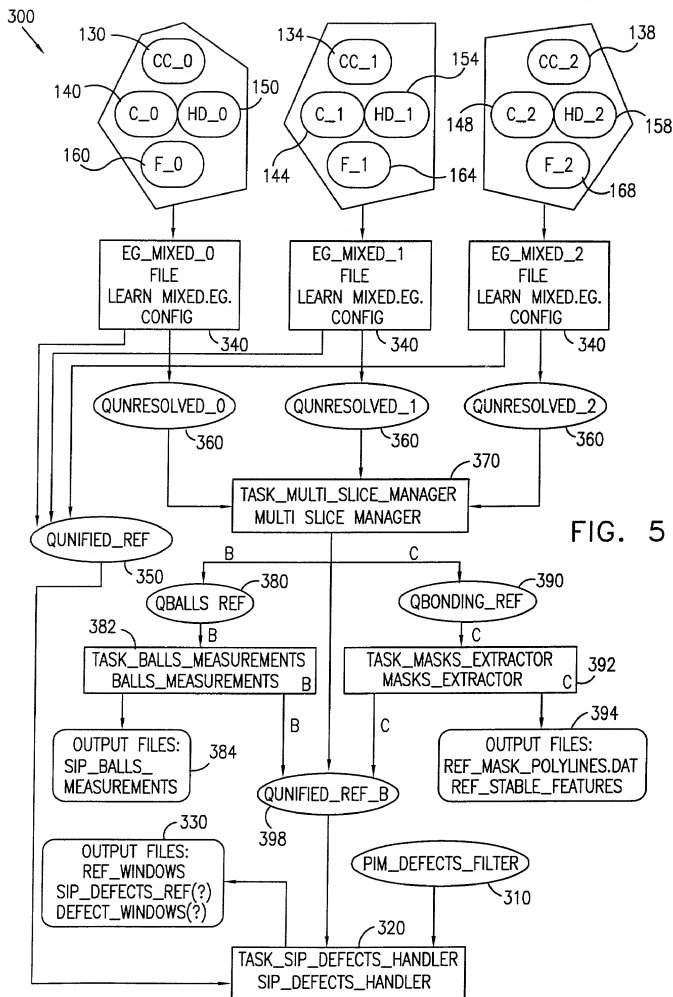 300
130
CC_0
134
CC_1
138
CC_2
140
C_0
HD_0
150
C_1
HD_1
154
148
C_2
HD_2
158
160
F_0
144
F_1
164
F_2
168
EG_MIXED_0
FILE
LEARN MIXED.EG.
CONFIG
340
EG_MIXED_1
FILE
LEARN MIXED.EG.
CONFIG
340
EG_MIXED_2
FILE
LEARN MIXED.EG.
CONFIG
340
QUNRESOLVED_0
360
QUNRESOLVED_1
360
QUNRESOLVED_2
360
370
TASK_MULTI_SLICE_MANAGER
MULTI SLICE MANAGER
FIG. 5
QUNIFIED_REF
350
B
C
380
QBALLS REF
390
QBONDING_REF
B
C
382
TASK_BALLS_MEASUREMENTS
BALLS_MEASUREMENTS
B
TASK_MASKS_EXTRACTOR
MASKS_EXTRACTOR
C
392
B
C
OUTPUT FILES:
SIP_BALLS_
MEASUREMENTS
384
394
OUTPUT FILES:
REF_MASK_POLYLINES.DAT
REF_STABLE_FEATURES
QUNIFIED_REF_B
398
330
OUTPUT FILES:
REF_WINDOWS
SIP_DEFECTS_REF(?)
DEFECT_WINDOWS(?)
PIM_DEFECTS_FILTER
310
320
TASK_SIP_DEFECTS_HANDLER
SIP_DEFECTS_HANDLER